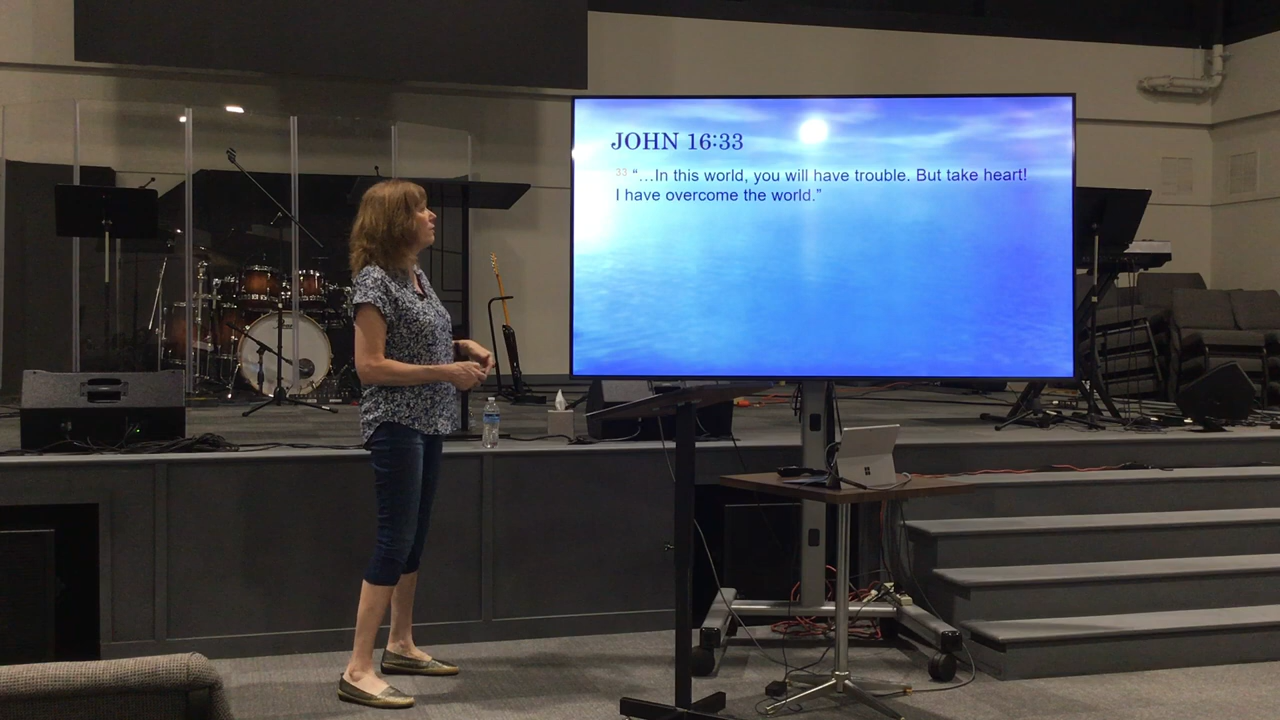 JOHN 16:33
33 “…In this world, you will have trouble. But take heart!
I have overcome the world.”